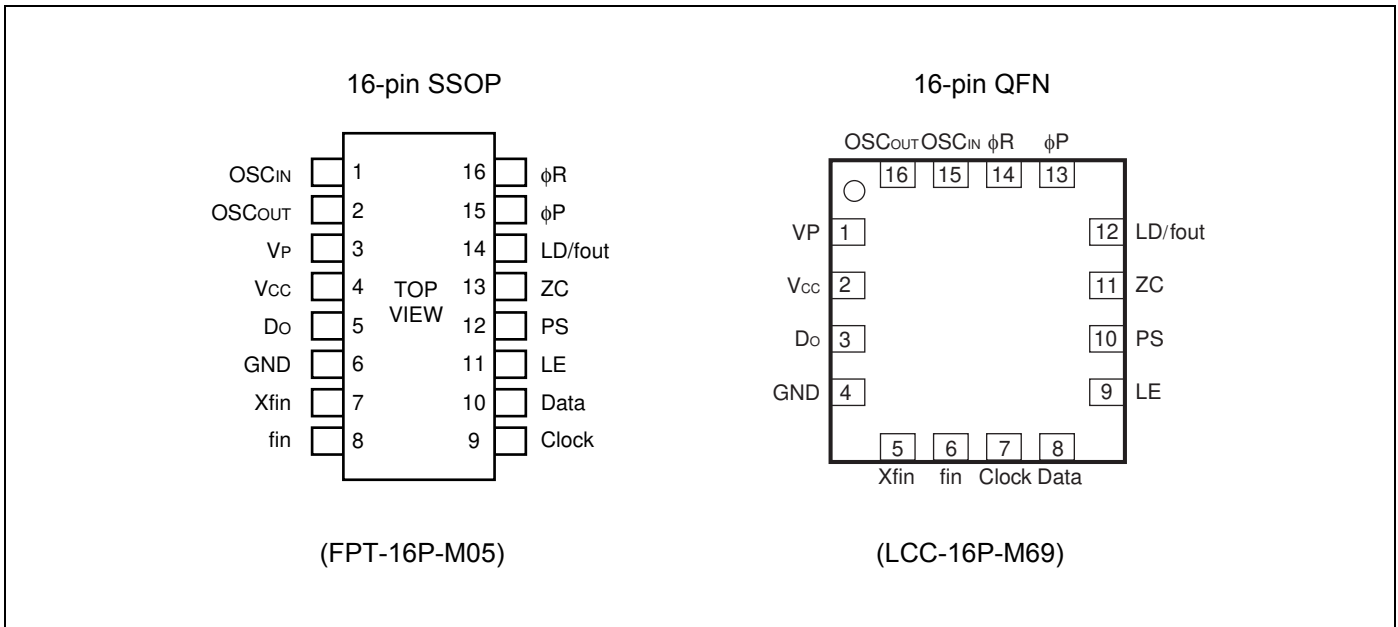 16-pin SSOP
OSCIN 1 16 φR
OSCOUT 2 15 φP
VP 3 14 LD/fout
VCC 4 13 ZC
TOP
VIEW
DO 5 12 PS
GND 6 11 LE
Xfin 7 10 Data
fin 8 9 Clock
(FPT-16P-M05)
16-pin QFN
OSCOUT OSCIN φR φP
16 15 14 13
VP 1 12 LD/fout
VCC 2 11 ZC
DO 3 10 PS
GND 4 9 LE
5 6 7 8
Xfin fin Clock Data
(LCC-16P-M69)